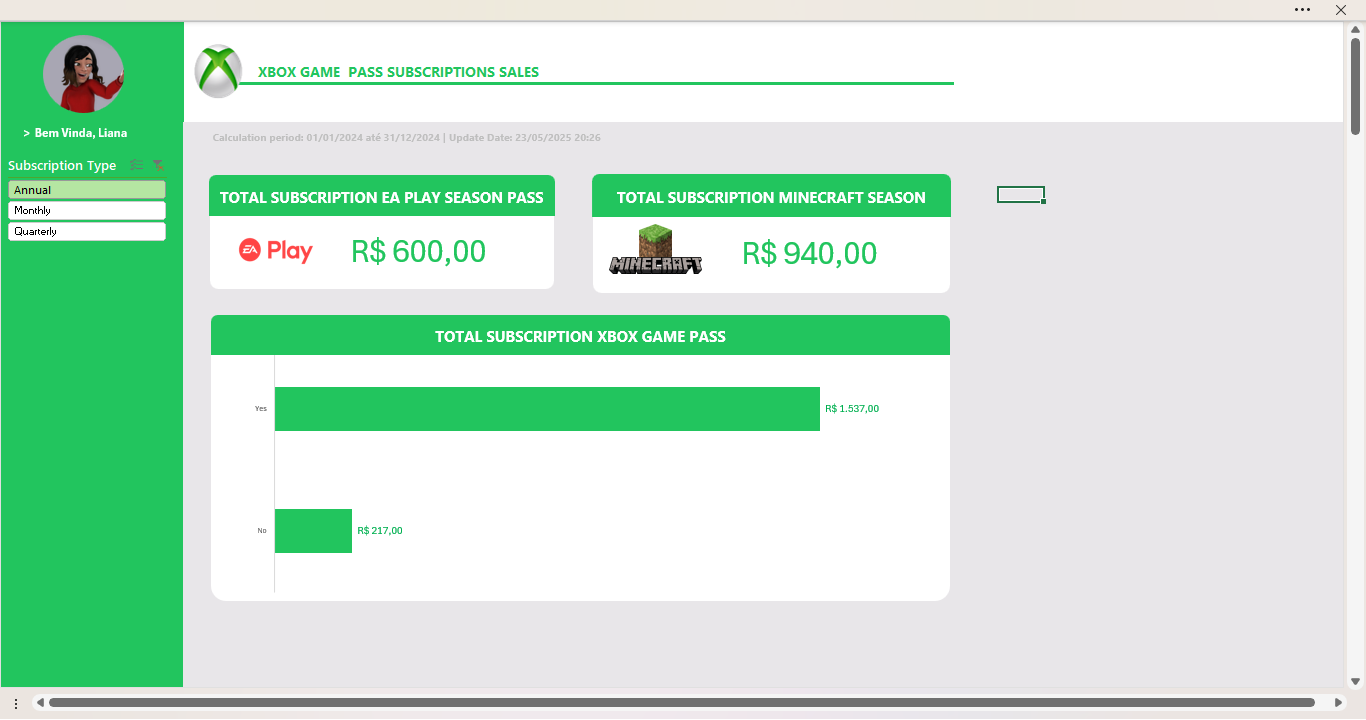 XBOX GAME  PASS SUBSCRIPTIONS SALES
> Bem Vinda, Liana
Calculation period: 01/01/2024 até 31/12/2024 | Update Date: 23/05/2025 20:26
Subscription Type
Annual
Monthly
Quarterly
TOTAL SUBSCRIPTION EA PLAY SEASON PASS
EA Play
R$ 600,00
TOTAL SUBSCRIPTION MINECRAFT SEASON
MINECRAFT
R$ 940,00
TOTAL SUBSCRIPTION XBOX GAME PASS
Yes
R$ 1.537,00
No
R$ 217,00